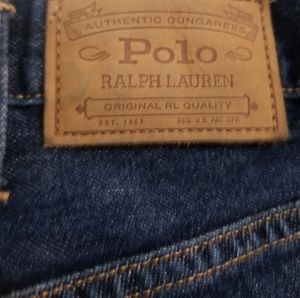 AUTHENTIC DUNGAREES
Polo
RALPH LAUREN
ORIGINAL RL QUALITY
EST. 1967 REG. U.S. PAT. OFF.